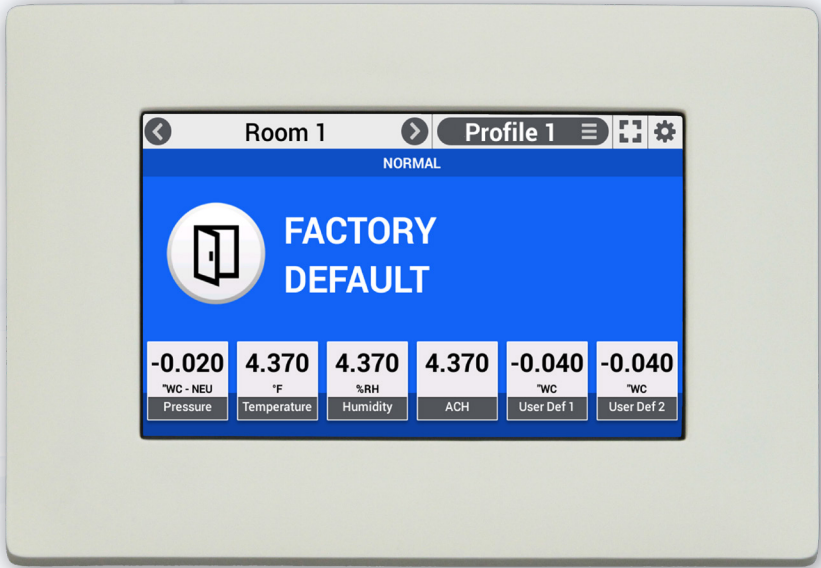 Room 1
Profile 1
NORMAL
FACTORY
DEFAULT
-0.020 4.370 4.370 4.370 -0.040 -0.040
"WC - NEU °F %RH "WC "WC
Pressure Temperature Humidity ACH User Def 1 User Def 2